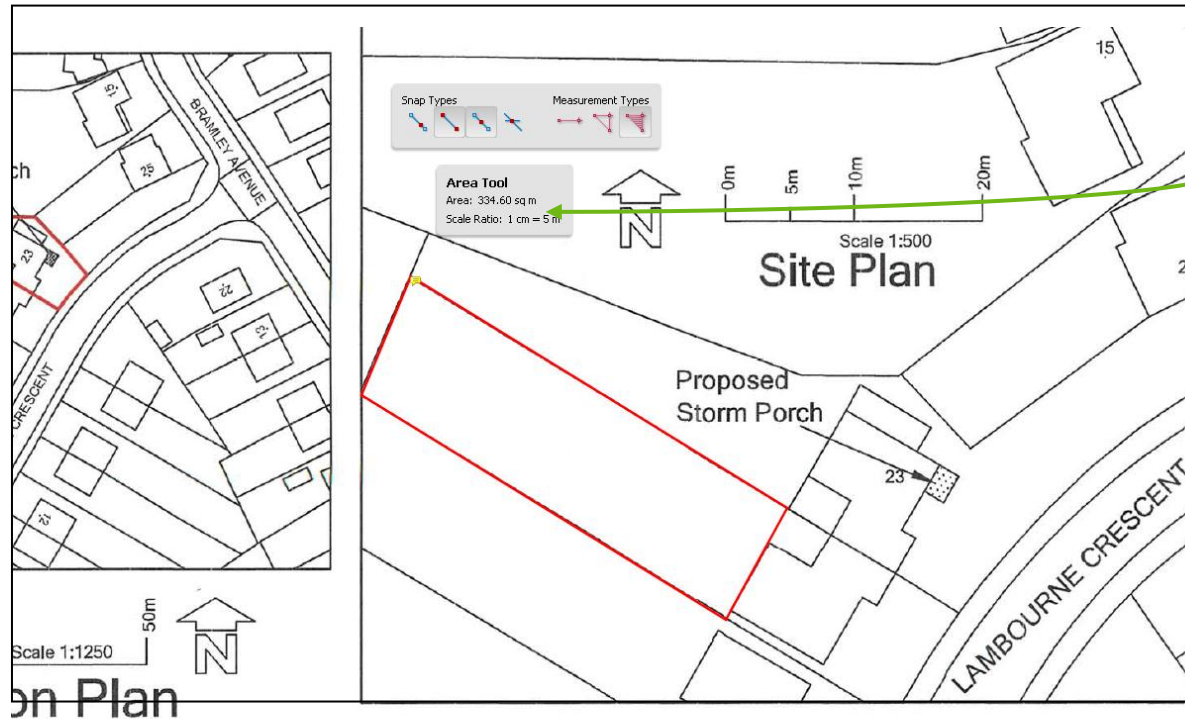 15
ch
25
BRAMLEY AVENUE
23
22
13
CRESCENT
12
Scale 1:1250
50m
N
on Plan
15
Snap Types
Measurement Types
Area Tool
Area: 334.60 sq m
Scale Ratio: 1 cm = 5 m
N
0m
5m
10m
20m
Scale 1:500
Site Plan
2
Proposed
Storm Porch
23
LAMBOURNE CRESCENT